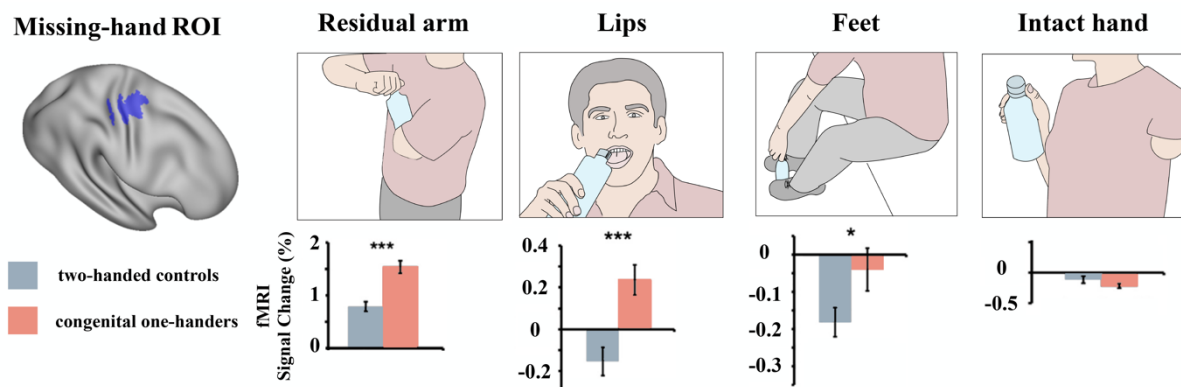 Missing-hand ROI
Residual arm
Lips
Feet
Intact hand
two-handed controls
congenital one-handers
fMRI
Signal Change (%)
2
1
0
***
0.4
0.2
0
-0.2
***
-0
-0.1
-0.2
-0.3
*
0
-0.5